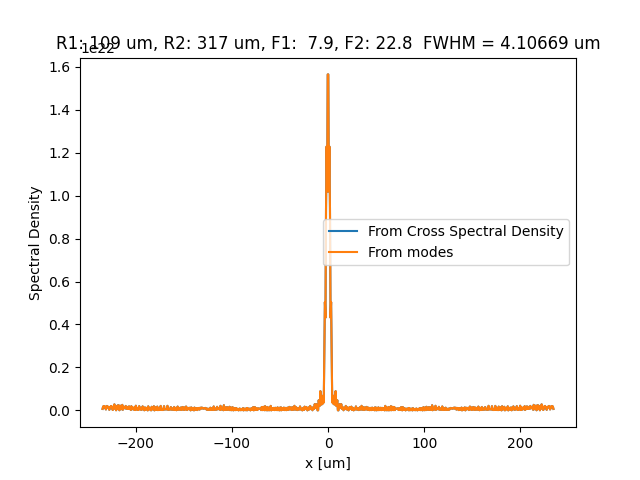 R1: 109 um, R2: 317 um, F1:  7.9, F2: 22.8  FWHM = 4.10669 um
1e22
1.6
1.4
1.2
1.0
0.8
0.6
0.4
0.2
0.0
Spectral Density
From Cross Spectral Density
From modes
−200
−100
0
100
200
x [um]